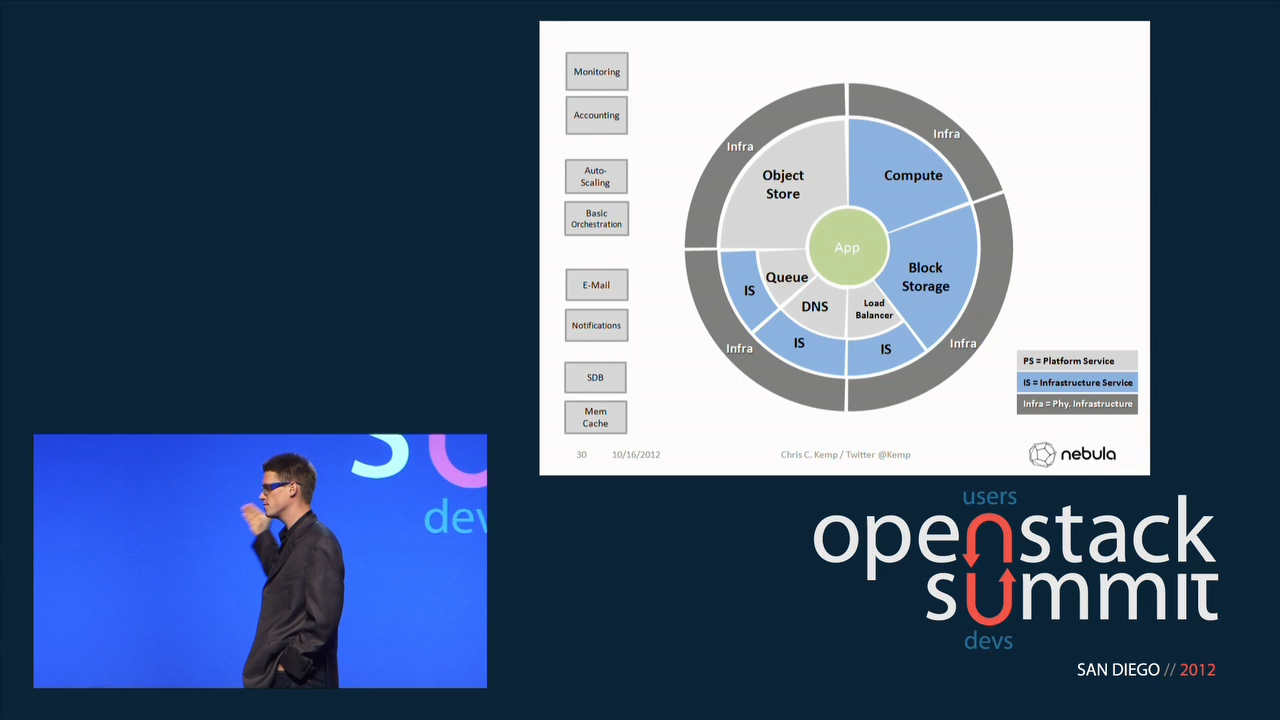 Monitoring
Accounting
Auto-
Scaling
Basic
Orchestration
E-Mail
Notifications
SDB
Mem
Cache
Infra
Infra
Object
Store
Compute
App
Block
Storage
Queue
IS
DNS
Load
Balancer
IS
IS
Infra
Infra
PS = Platform Service
IS = Infrastructure Service
Infra = Phy. Infrastructure
30
10/16/2012
Chris C. Kemp / Twitter @Kemp
nebula
dev
users
openstack
summit
devs
SAN DIEGO // 2012